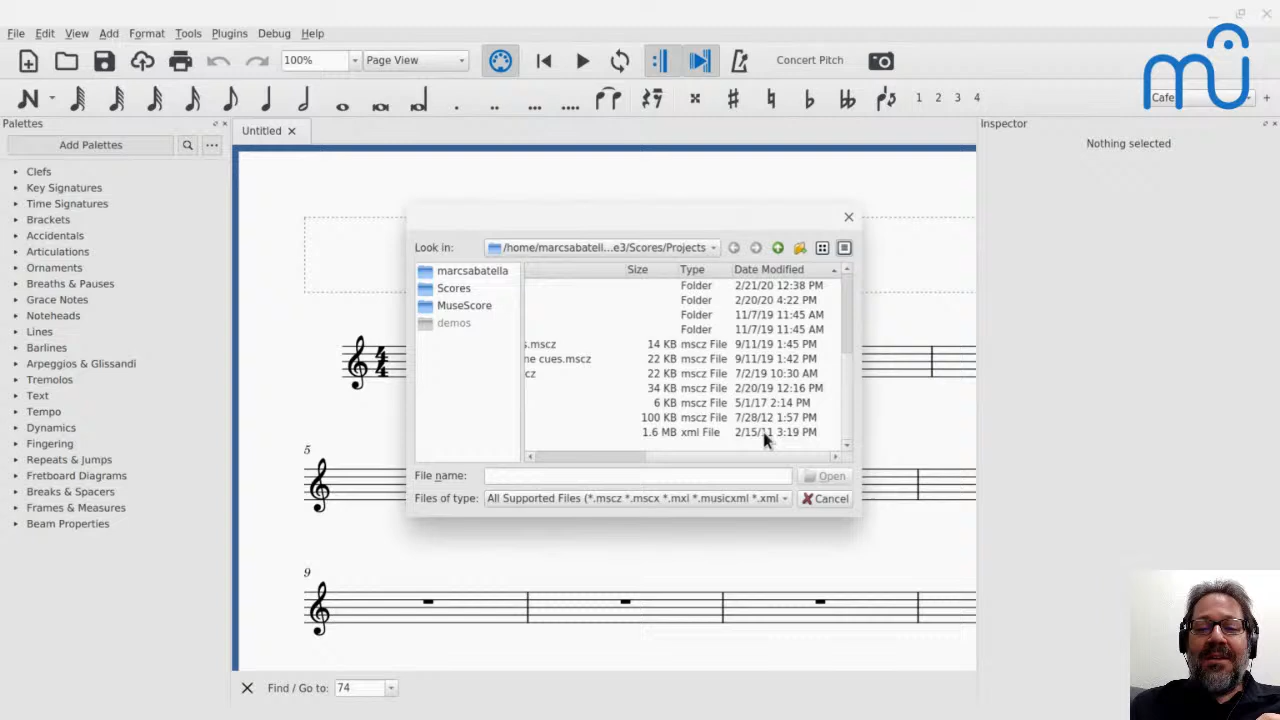 File Edit View Add Format Tools Plugins Debug Help
100% Page View Concert Pitch
1 2 3 4 Cafe +
Palettes
Untitled
Inspector
Add Palettes
Nothing selected
Clefs
Key Signatures
Time Signatures
Brackets
Accidentals
Articulations
Ornaments
Breaths & Pauses
Grace Notes
Noteheads
Lines
Barlines
Arpeggios & Glissandi
Tremolos
Text
Tempo
Dynamics
Fingering
Repeats & Jumps
Fretboard Diagrams
Breaks & Spacers
Frames & Measures
Beam Properties
Look in: /home/marcsabatell...e3/Scores/Projects
marcsabatella
Scores
MuseScore
demos
Size Type Date Modified
Folder 2/21/20 12:38 PM
Folder 2/20/20 4:22 PM
Folder 11/7/19 11:45 AM
Folder 11/7/19 11:45 AM
s.mscz 14 KB mscz File 9/11/19 1:45 PM
ne cues.mscz 22 KB mscz File 9/11/19 1:42 PM
cz 22 KB mscz File 7/2/19 10:30 AM
34 KB mscz File 2/20/19 12:16 PM
6 KB mscz File 5/1/17 2:14 PM
100 KB mscz File 7/28/12 1:57 PM
1.6 MB xml File 2/15/11 3:19 PM
File name: Open
Files of type: All Supported Files (*.mscz *.mscx *.mxl *.musicxml *.xml Cancel
4
4
5
9
Find / Go to: 74